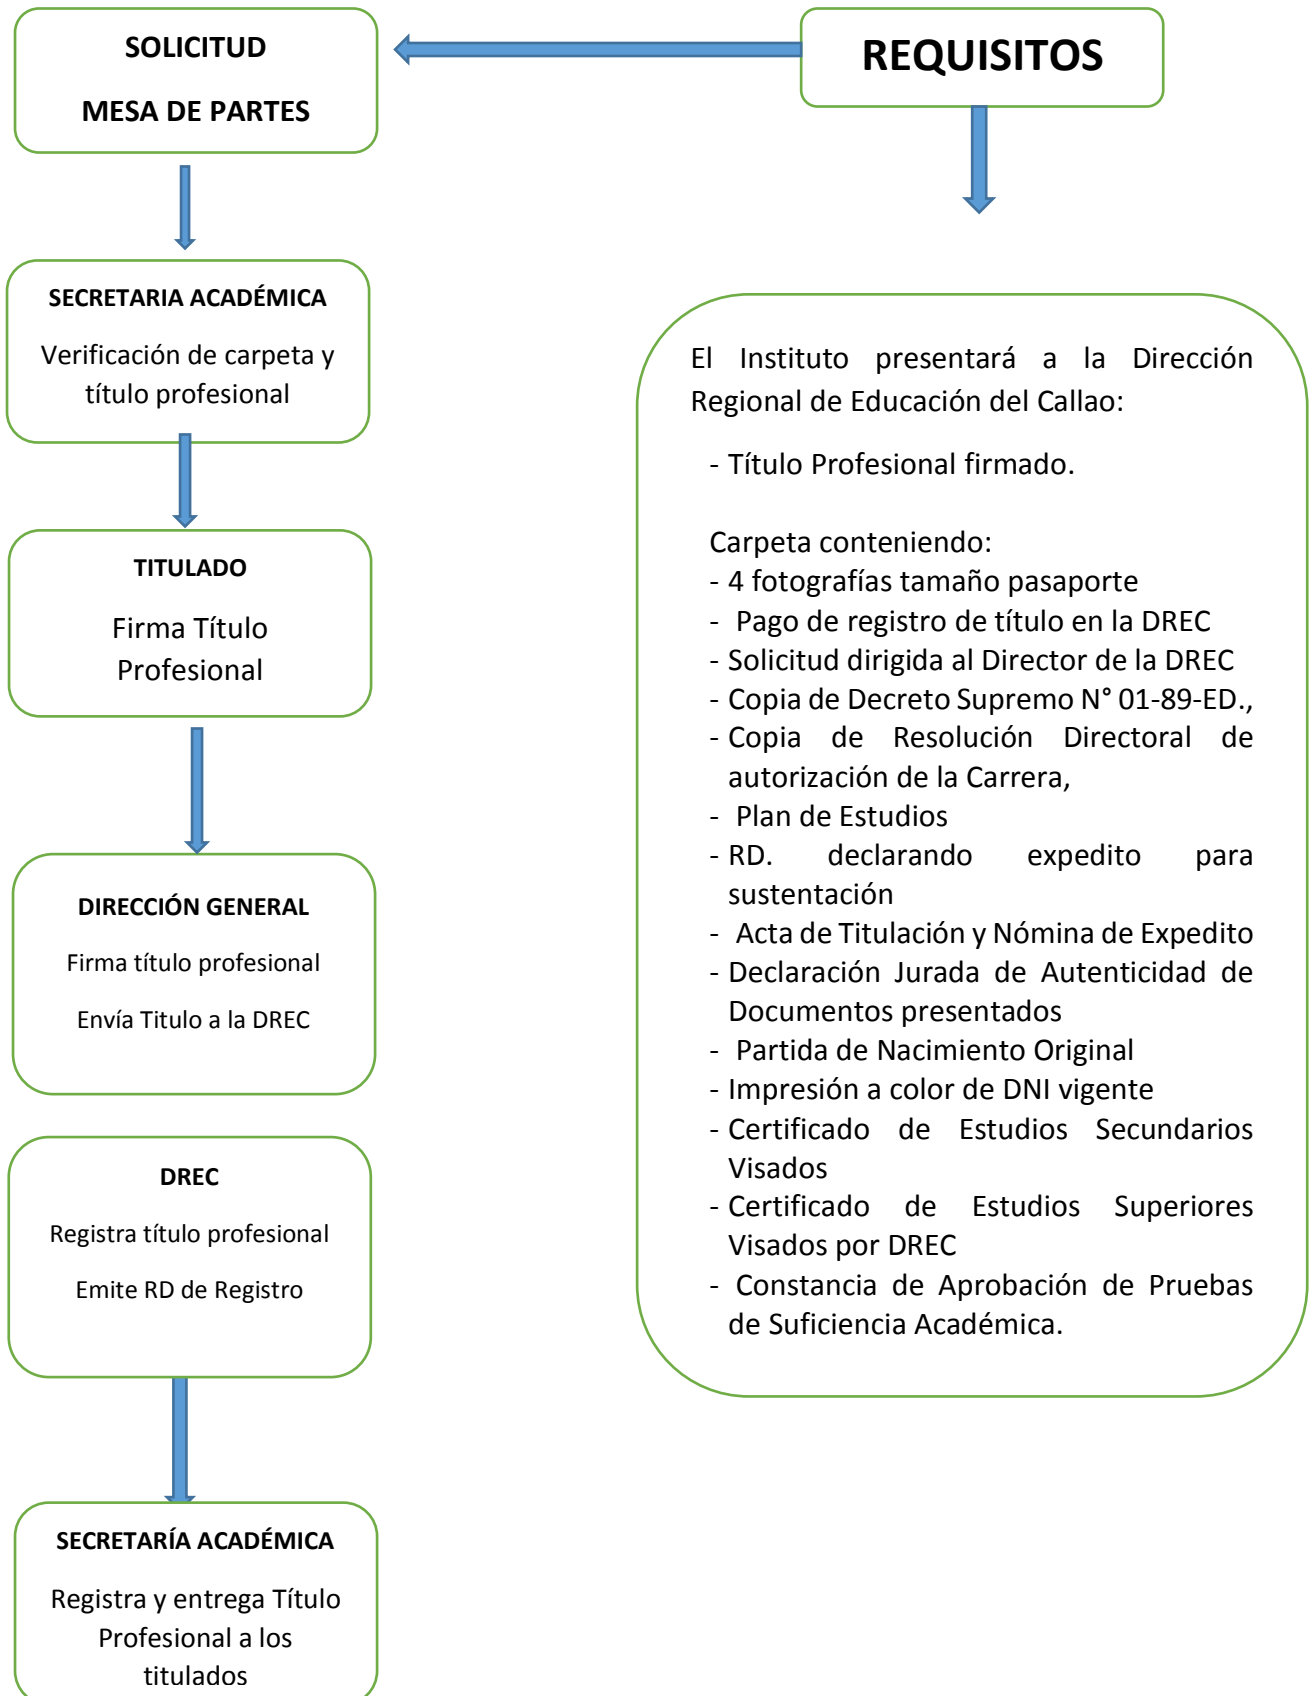 SOLICITUD
MESA DE PARTES
REQUISITOS
SECRETARIA ACADÉMICA
Verificación de carpeta y
título profesional
TITULADO
Firma Título
Profesional
DIRECCIÓN GENERAL
Firma título profesional
Envía Titulo a la DREC
DREC
Registra título profesional
Emite RD de Registro
SECRETARÍA ACADÉMICA
Registra y entrega Título
Profesional a los
titulados
El Instituto presentará a la Dirección
Regional de Educación del Callao:
- Título Profesional firmado.
Carpeta conteniendo:
- 4 fotografías tamaño pasaporte
- Pago de registro de título en la DREC
- Solicitud dirigida al Director de la DREC
- Copia de Decreto Supremo N° 01-89-ED.,
- Copia de Resolución Directoral de
autorización de la Carrera,
- Plan de Estudios
- RD. declarando expedito para
sustentación
- Acta de Titulación y Nómina de Expedito
- Declaración Jurada de Autenticidad de
Documentos presentados
- Partida de Nacimiento Original
- Impresión a color de DNI vigente
- Certificado de Estudios Secundarios
Visados
- Certificado de Estudios Superiores
Visados por DREC
- Constancia de Aprobación de Pruebas
de Suficiencia Académica.